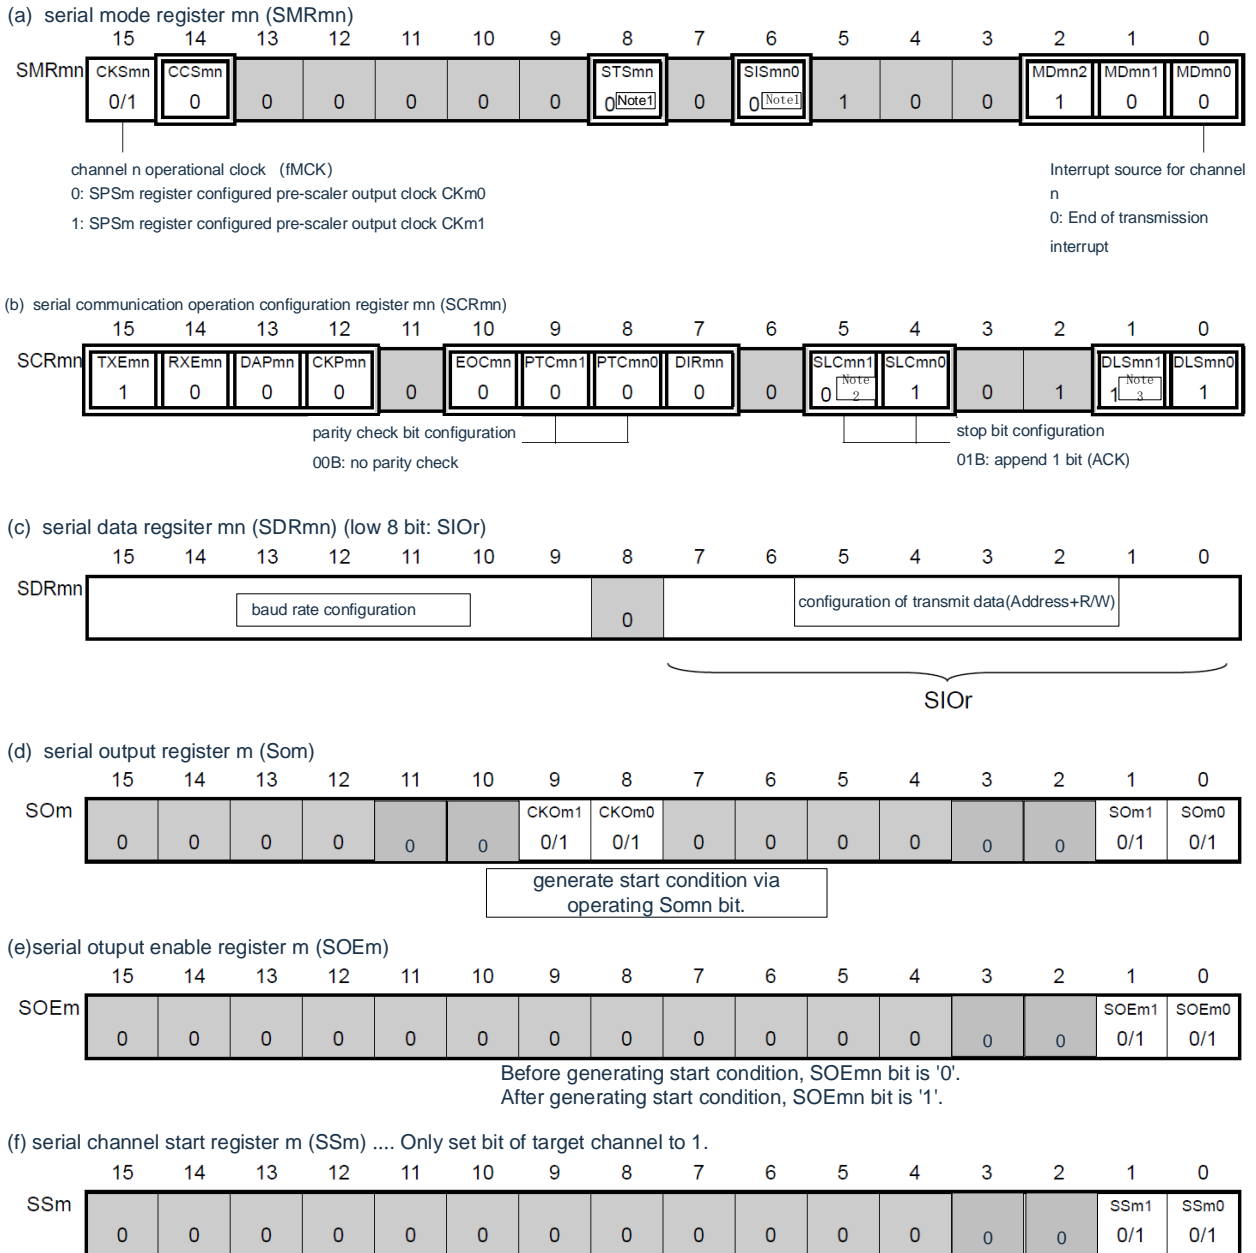 (a) serial mode register mn (SMRmn)
15 14 13 12 11 10 9 8 7 6 5 4 3 2 1 0
SMRmn CKSmn CCSmn STSmn SISmn0 MDmn2 MDmn1 MDmn0
0/1 0 0 0 0 0 0 0 Note1 0 0 Note1 1 0 0 1 0 0
channel n operational clock (fMCK)
0: SPSm register configured pre-scaler output clock CKm0
1: SPSm register configured pre-scaler output clock CKm1
Interrupt source for channel
n
0: End of transmission
interrupt
(b) serial communication operation configuration register mn (SCRmn)
15 14 13 12 11 10 9 8 7 6 5 4 3 2 1 0
SCRmn TXEmn RXEmn DAPmn CKPmn EOCmn PTCmn1 PTCmn0 DIRmn SLCmn1 SLCmn0 DLSmn1 DLSmn0
1 0 0 0 0 0 0 0 0 0 0 Note 2 1 0 1 1 Note 3 1
parity check bit configuration
00B: no parity check
stop bit configuration
01B: append 1 bit (ACK)
(c) serial data regsiter mn (SDRmn) (low 8 bit: SIOr)
15 14 13 12 11 10 9 8 7 6 5 4 3 2 1 0
SDRmn
baud rate configuration
0
configuration of transmit data(Address+R/W)
SIOr
(d) serial output register m (Som)
15 14 13 12 11 10 9 8 7 6 5 4 3 2 1 0
SOm CKOm1 CKOm0 SOm1 SOm0
0 0 0 0 0 0 0/1 0/1 0 0 0 0 0 0 0/1 0/1
generate start condition via
operating Somn bit.
(e)serial otuput enable register m (SOEm)
15 14 13 12 11 10 9 8 7 6 5 4 3 2 1 0
SOEm SOEm1 SOEm0
0 0 0 0 0 0 0 0 0 0 0 0 0 0 0/1 0/1
Before generating start condition, SOEmn bit is '0'.
After generating start condition, SOEmn bit is '1'.
(f) serial channel start register m (SSm) .... Only set bit of target channel to 1.
15 14 13 12 11 10 9 8 7 6 5 4 3 2 1 0
SSm SSm1 SSm0
0 0 0 0 0 0 0 0 0 0 0 0 0 0 0/1 0/1